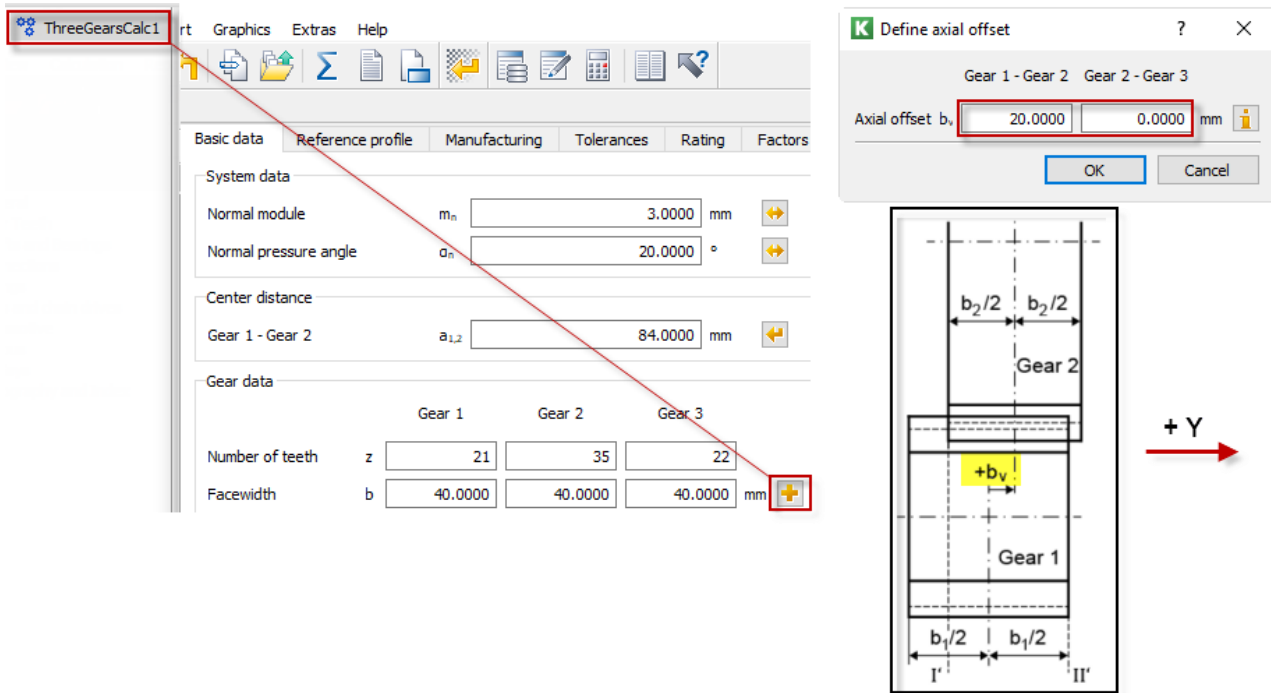 ThreeGearsCalc1
rt Graphics Extras Help
Basic data Reference profile Manufacturing Tolerances Rating Factors
System data
Normal module mₙ 3.0000 mm
Normal pressure angle αₙ 20.0000 °
Center distance
Gear 1 - Gear 2 a₁,₂ 84.0000 mm
Gear data
Gear 1 Gear 2 Gear 3
Number of teeth z 21 35 22
Facewidth b 40.0000 40.0000 40.0000 mm
K Define axial offset ? X
Gear 1 - Gear 2 Gear 2 - Gear 3
Axial offset bᵥ 20.0000 0.0000 mm
OK Cancel
b₂/2 b₂/2
Gear 2
+ Y
+bᵥ
Gear 1
b₁/2 b₁/2
I' II'